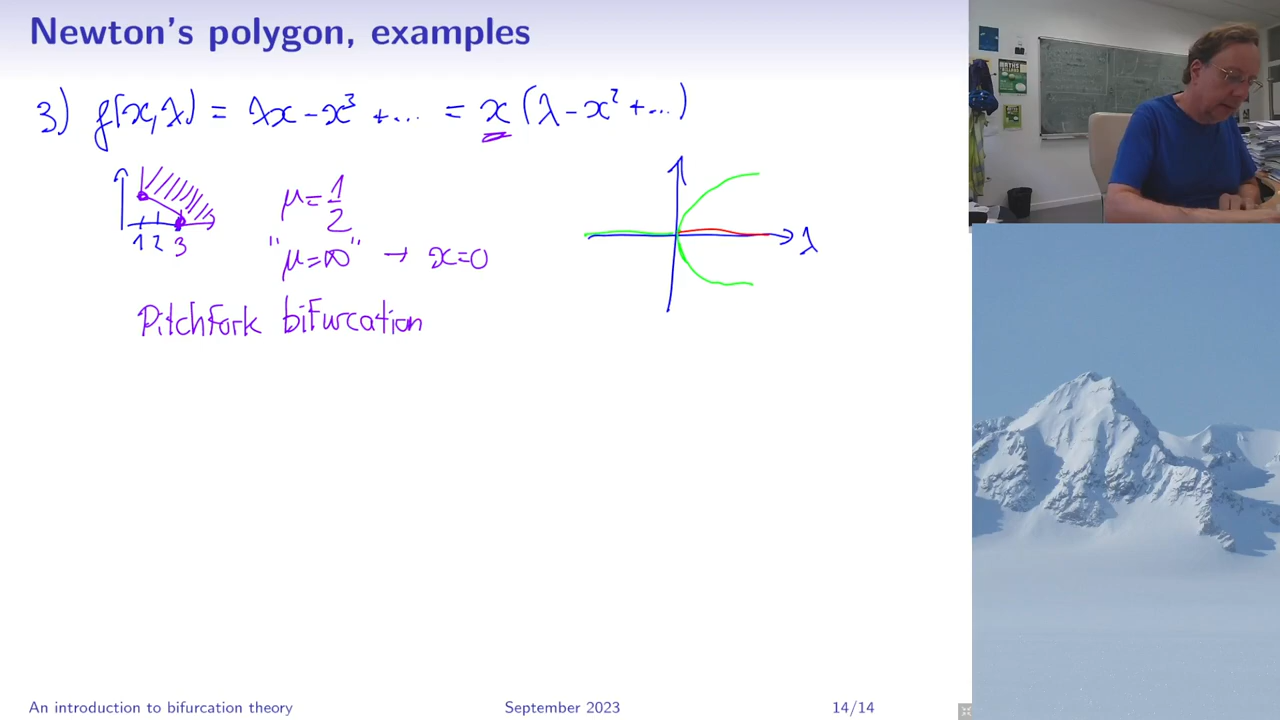 Newton's polygon, examples
3) f(x,λ) = λx - x³ + ... = x (λ - x² + ...)
μ = 1/2
1 2 3
λ
"μ=∞" → x=0
Pitchfork bifurcation
An introduction to bifurcation theory September 2023 14/14